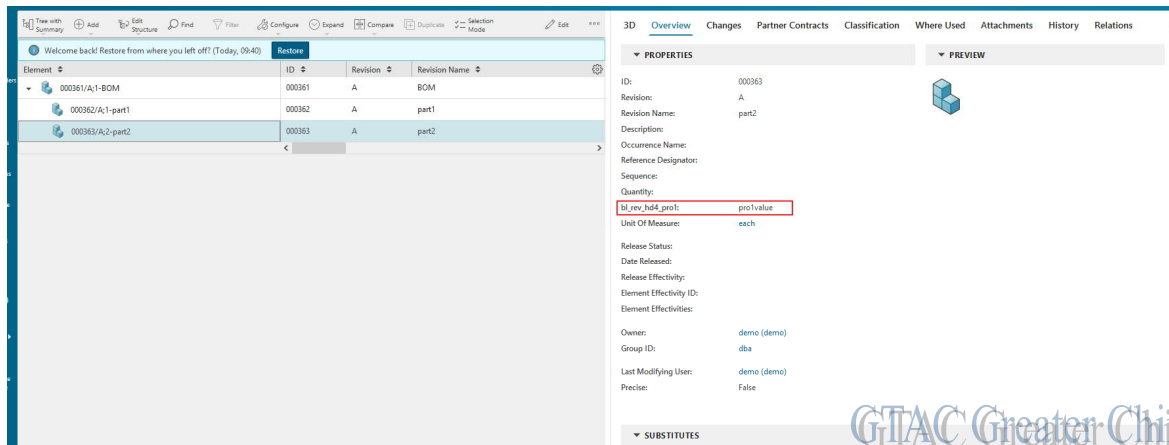 Tree with Summary Add Edit Structure Find Filter Configure Expand Compare Duplicate Selection Mode Edit
Welcome back! Restore from where you left off? (Today, 09:40) Restore
Element ID Revision Revision Name
000361/A;1-BOM 000361 A BOM
000362/A;1-part1 000362 A part1
000363/A;2-part2 000363 A part2
3D Overview Changes Partner Contracts Classification Where Used Attachments History Relations
PROPERTIES
ID: 000363
Revision: A
Revision Name: part2
Description:
Occurrence Name:
Reference Designator:
Sequence:
Quantity:
bl_rev_hd4_pro1: pro1value
Unit Of Measure: each
Release Status:
Date Released:
Release Effectivity:
Element Effectivity ID:
Element Effectivities:
Owner: demo (demo)
Group ID: dba
Last Modifying User: demo (demo)
Precise: False
SUBSTITUTES
PREVIEW
GTAC Greater Chi